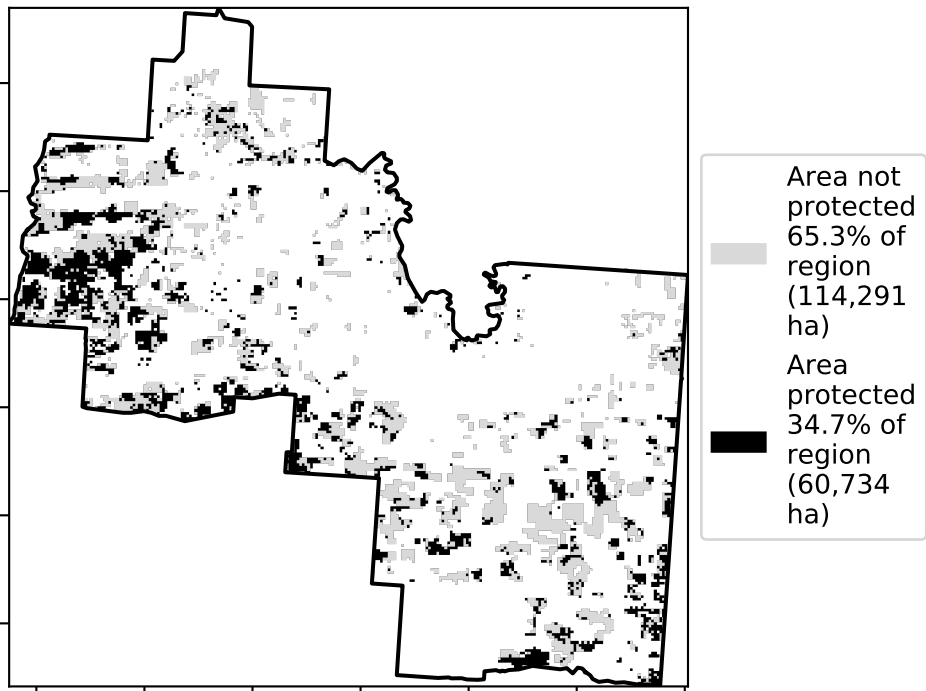 Area not
protected
65.3% of
region
(114,291
ha)
Area
protected
34.7% of
region
(60,734
ha)